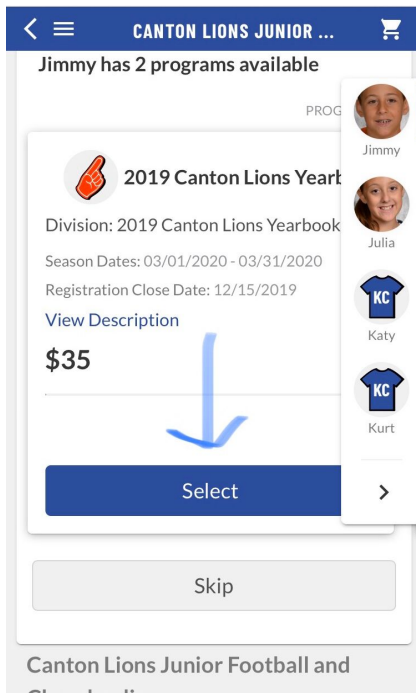 CANTON LIONS JUNIOR ...
Jimmy has 2 programs available
PROG
Jimmy
2019 Canton Lions Yearb
Division: 2019 Canton Lions Yearbook
Julia
Season Dates: 03/01/2020 - 03/31/2020
Registration Close Date: 12/15/2019
KC
View Description
Katy
$35
KC
Kurt
Select
Skip
Canton Lions Junior Football and